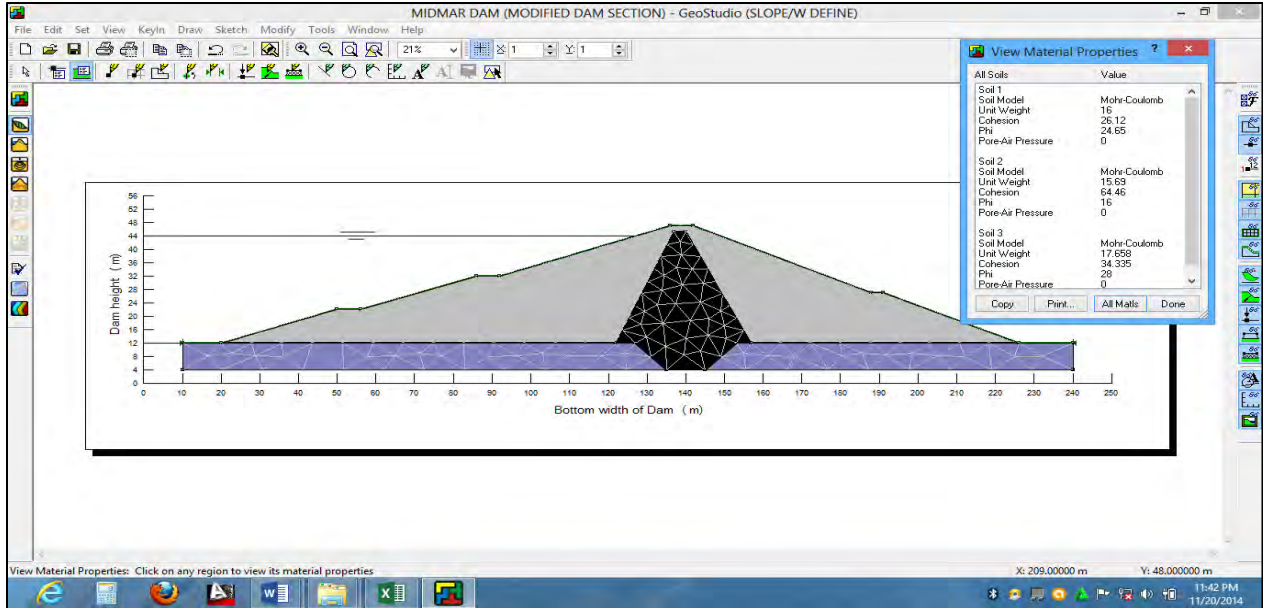 MIDMAR DAM (MODIFIED DAM SECTION) - GeoStudio (SLOPE/W DEFINE)
File Edit Set View KeyIn Draw Sketch Modify Tools Window Help
21% 1 Y: 1
View Material Properties ?
All Soils Value
Soil 1
Soil Model Mohr-Coulomb
Unit Weight 16
Cohesion 26.12
Phi 24.65
Pore-Air Pressure 0
Soil 2
Soil Model Mohr-Coulomb
Unit Weight 15.69
Cohesion 64.46
Phi 16
Pore-Air Pressure 0
Soil 3
Soil Model Mohr-Coulomb
Unit Weight 17.658
Cohesion 34.335
Phi 28
Pore-Air Pressure 0
Copy Print... All Matls Done
56
52
48
44
40
36
32
28
24
20
16
12
8
4
0
Dam height (m)
0 10 20 30 40 50 60 70 80 90 100 110 120 130 140 150 160 170 180 190 200 210 220 230 240 250
Bottom width of Dam (m)
View Material Properties: Click on any region to view its material properties
X: 209.00000 m Y: 48.000000 m
11:42 PM
11/20/2014